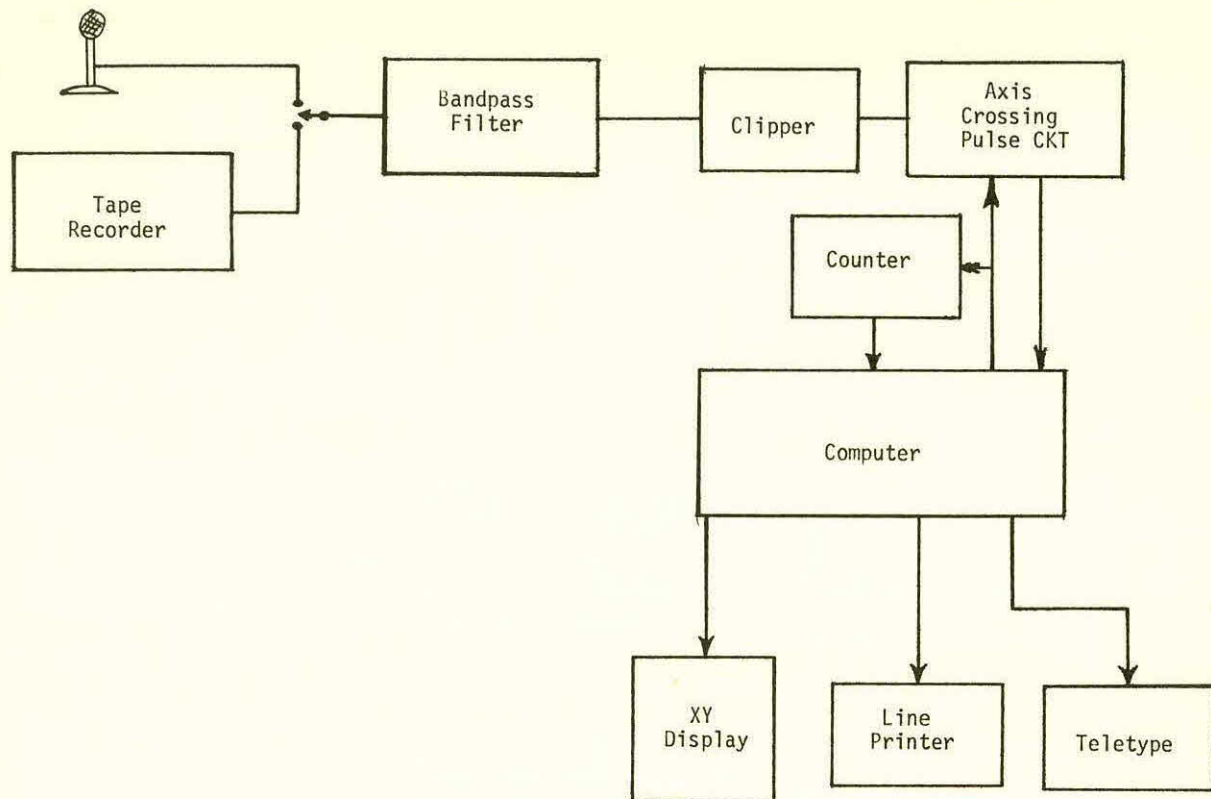 Bandpass
Filter
Clipper
Axis
Crossing
Pulse CKT
Tape
Recorder
Counter
Computer
XY
Display
Line
Printer
Teletype